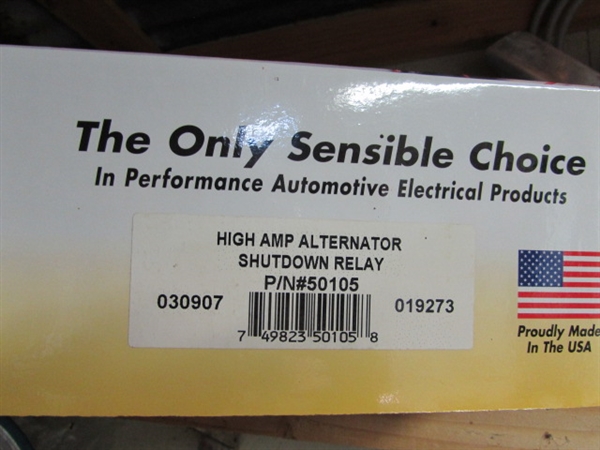 The Only Sensible Choice
In Performance Automotive Electrical Products
HIGH AMP ALTERNATOR
SHUTDOWN RELAY
P/N#50105
030907
019273
7 49823 50105 8
Proudly Made
In The USA